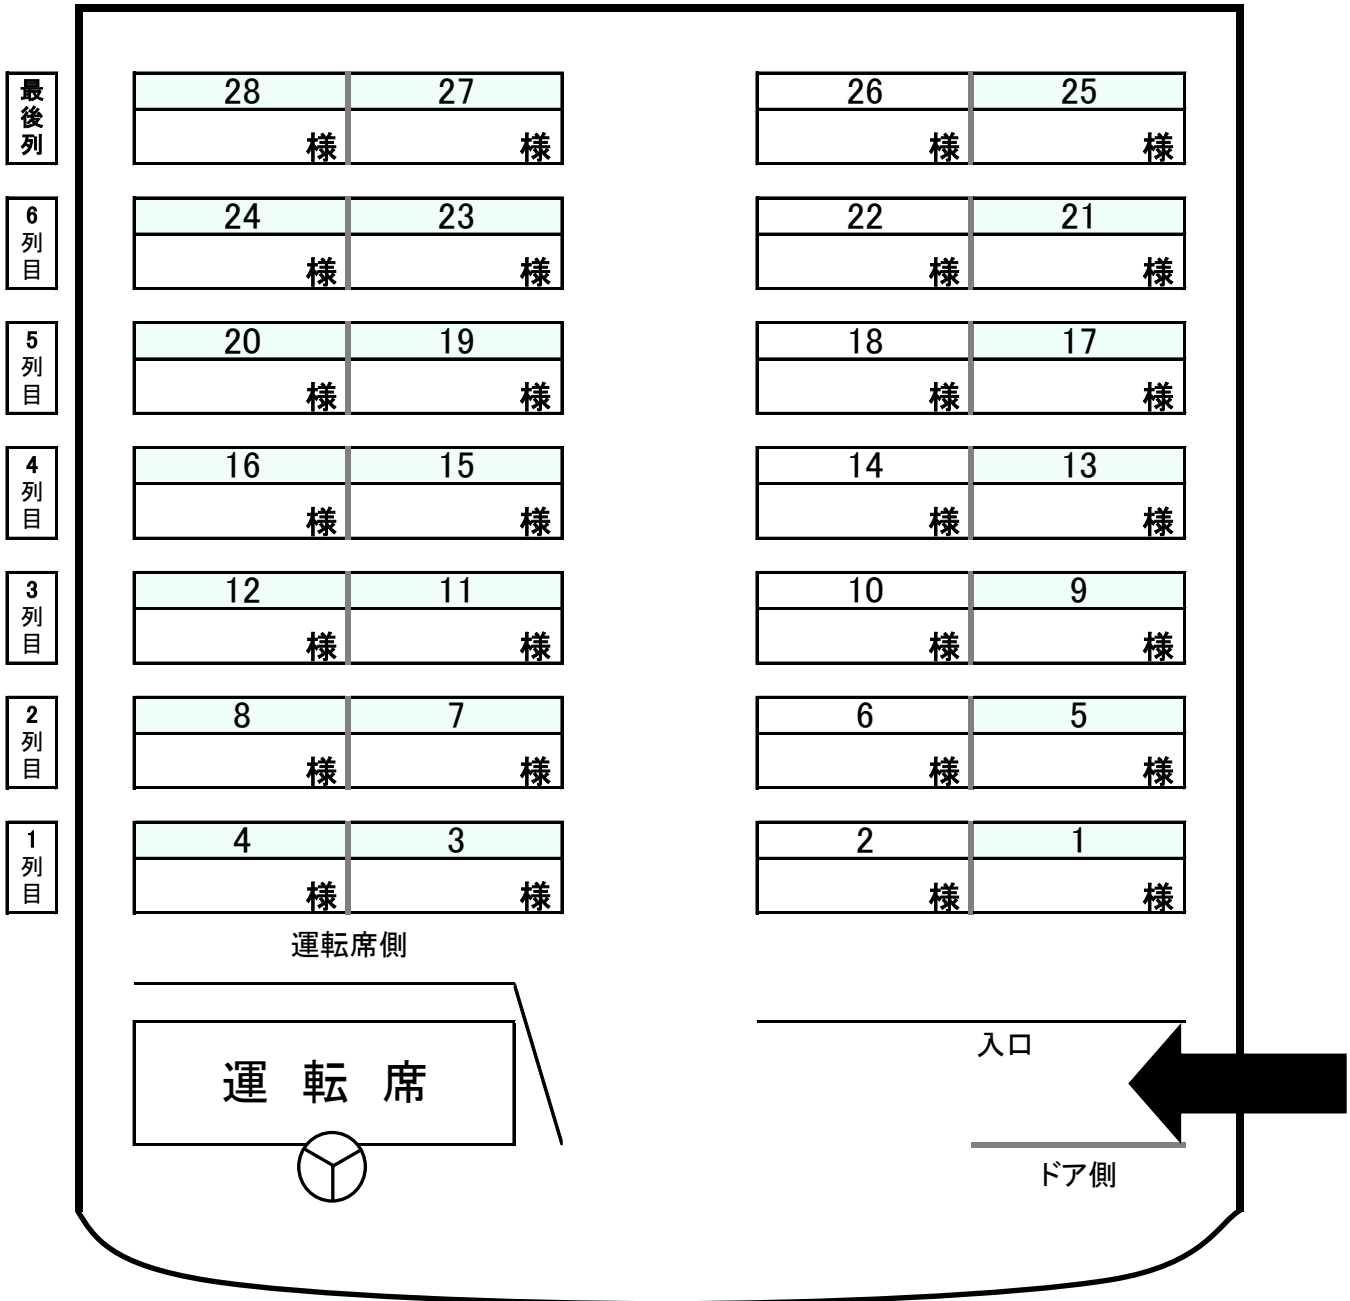 最後列
28 27 26 25
様 様 様 様
6列目
24 23 22 21
様 様 様 様
5列目
20 19 18 17
様 様 様 様
4列目
16 15 14 13
様 様 様 様
3列目
12 11 10 9
様 様 様 様
2列目
8 7 6 5
様 様 様 様
1列目
4 3 2 1
様 様 様 様
運転席側
入口
運転席
ドア側